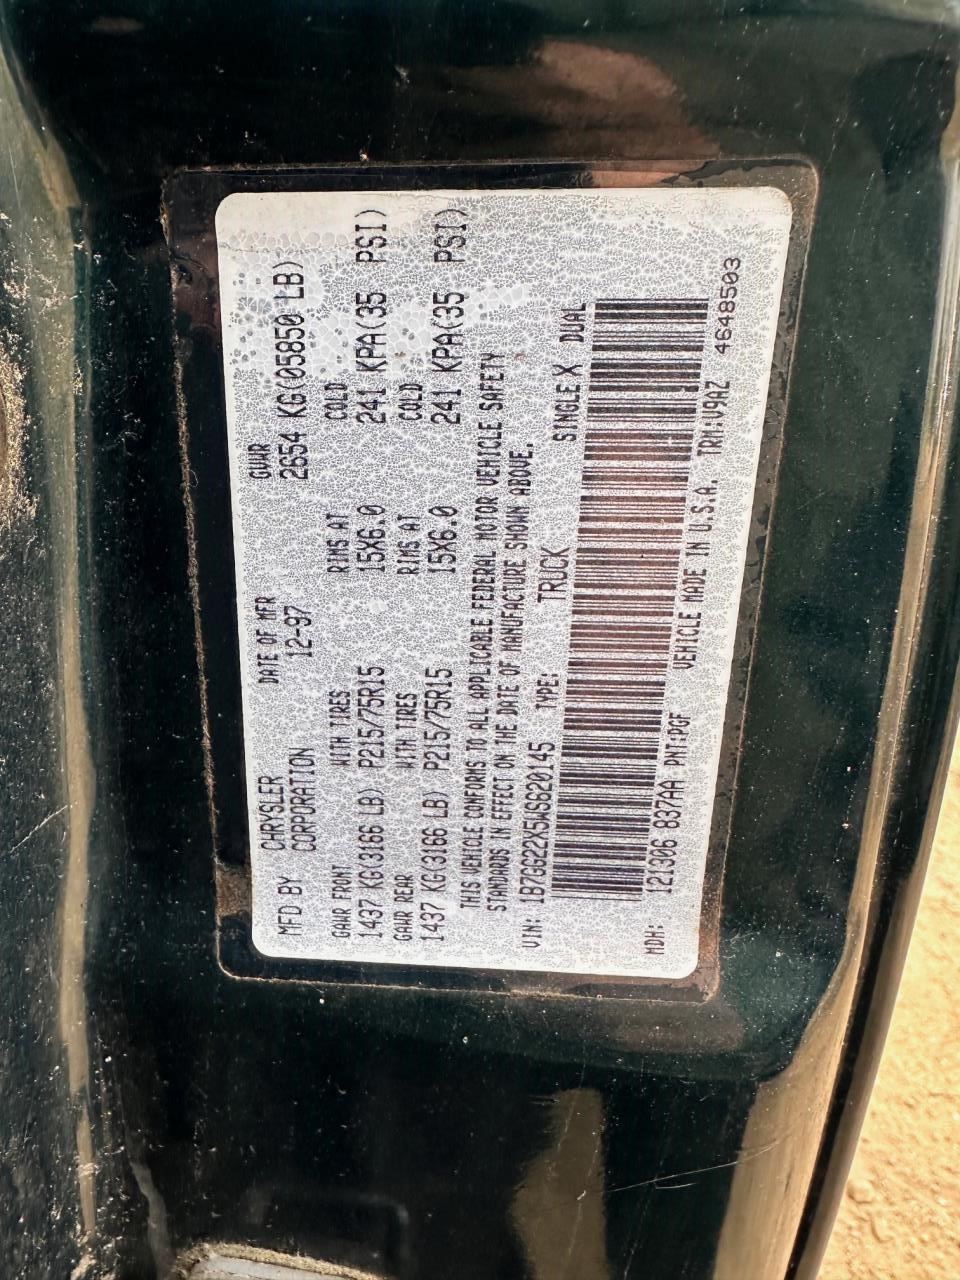 MFD BY CHRYSLER CORPORATION DATE OF MFR 12-97 GVWR 2654 KG(05850 LB)
GAWR FRONT WITH TIRES RIMS AT COLD
1437 KG(3166 LB) P215/75R15 15X6.0 241 KPA(35 PSI)
GAWR REAR WITH TIRES RIMS AT COLD
1437 KG(3166 LB) P215/75R15 15X6.0 241 KPA(35 PSI)
THIS VEHICLE CONFORMS TO ALL APPLICABLE FEDERAL MOTOR VEHICLE SAFETY
STANDARDS IN EFFECT ON THE DATE OF MANUFACTURE SHOWN ABOVE.
VIN: 1B7GG22X5WS620145 TYPE: TRUCK SINGLE X DUAL
MDH: 121306 837AA PNT:PGF VEHICLE MADE IN U.S.A. TRM:V9AZ 4648503